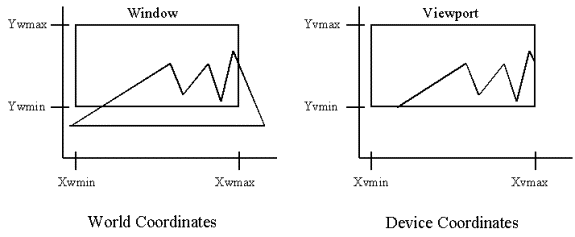 Window
Ywmax
Ywmin
Xwmin
Xwmax
World Coordinates
Viewport
Yvmax
Yvmin
Xvmin
Xvmax
Device Coordinates